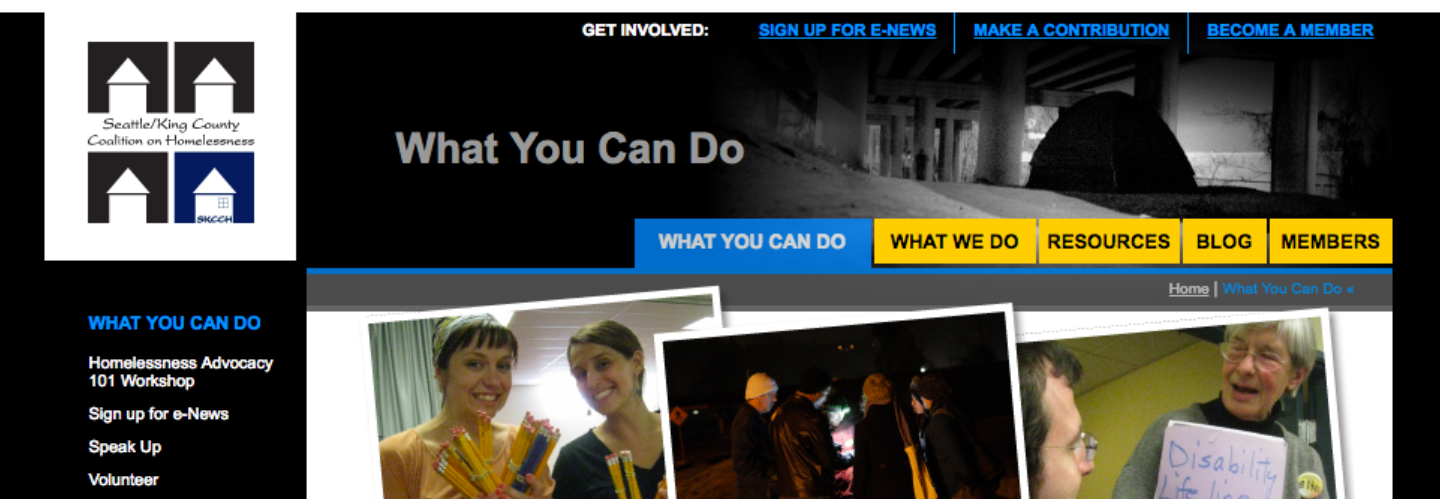 GET INVOLVED: SIGN UP FOR E-NEWS MAKE A CONTRIBUTION BECOME A MEMBER
Seattle/King County
Coalition on Homelessness
SKCCH
What You Can Do
WHAT YOU CAN DO WHAT WE DO RESOURCES BLOG MEMBERS
Home | What You Can Do «
WHAT YOU CAN DO
Homelessness Advocacy
101 Workshop
Sign up for e-News
Speak Up
Volunteer
Disability
Life line